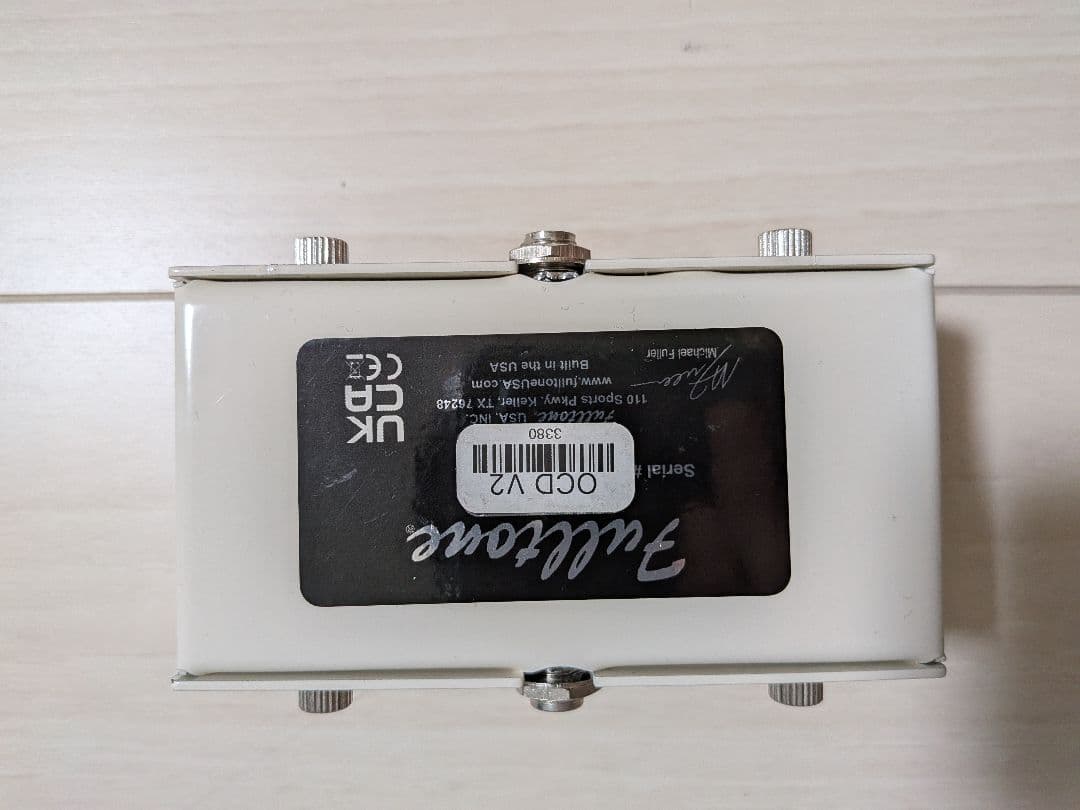 Fulltone®
Serial #
OCD V2
3380
Fulltone, USA, INC.
110 Sports Pkwy. Keller, TX 76248
www.fulltoneUSA.com
Built in the USA
Michael Fuller
UK
CA
CE